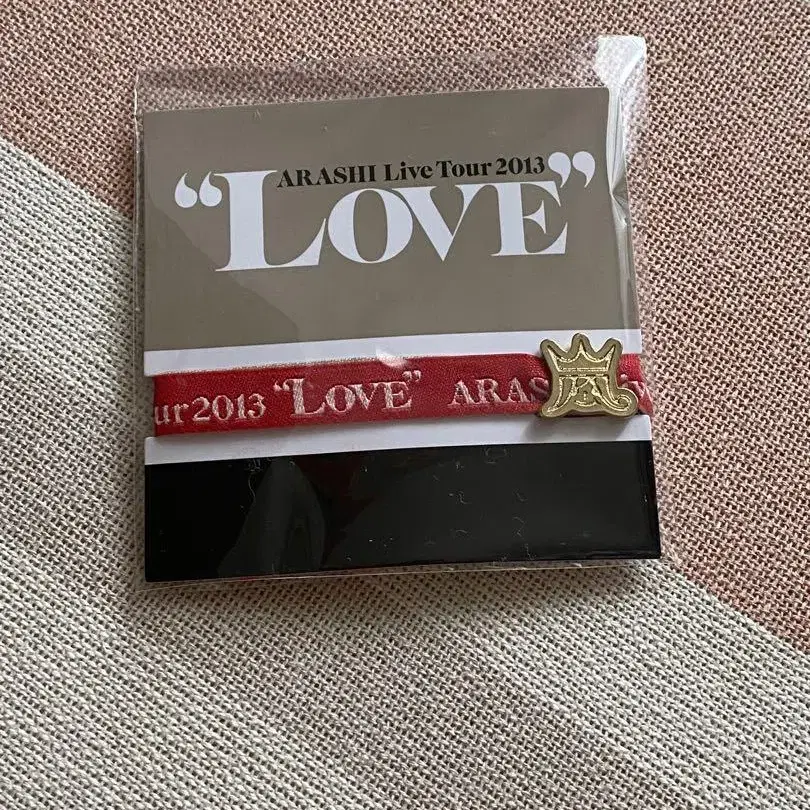 ARASHI Live Tour 2013
“LOVE”
ur 2013 “LOVE” ARAS